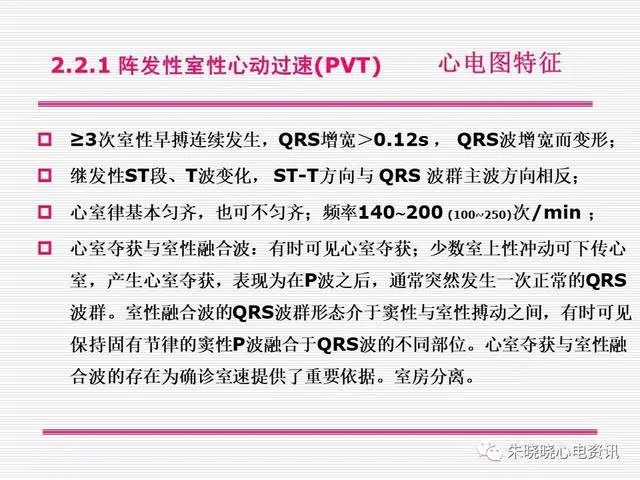 2.2.1 阵发性室性心动过速(PVT) 心电图特征
≥3次室性早搏连续发生，QRS增宽＞0.12s ， QRS波增宽而变形；
继发性ST段、T波变化， ST-T方向与 QRS 波群主波方向相反；
心室律基本匀齐，也可不匀齐；频率140~200 (100~250)次/min ；
心室夺获与室性融合波：有时可见心室夺获；少数室上性冲动可下传心
室，产生心室夺获，表现为在P波之后，通常突然发生一次正常的QRS
波群。室性融合波的QRS波群形态介于窦性与室性搏动之间，有时可见
保持固有节律的窦性P波融合于QRS波的不同部位。心室夺获与室性融
合波的存在为确诊室速提供了重要依据。室房分离。
朱晓晓心电资讯